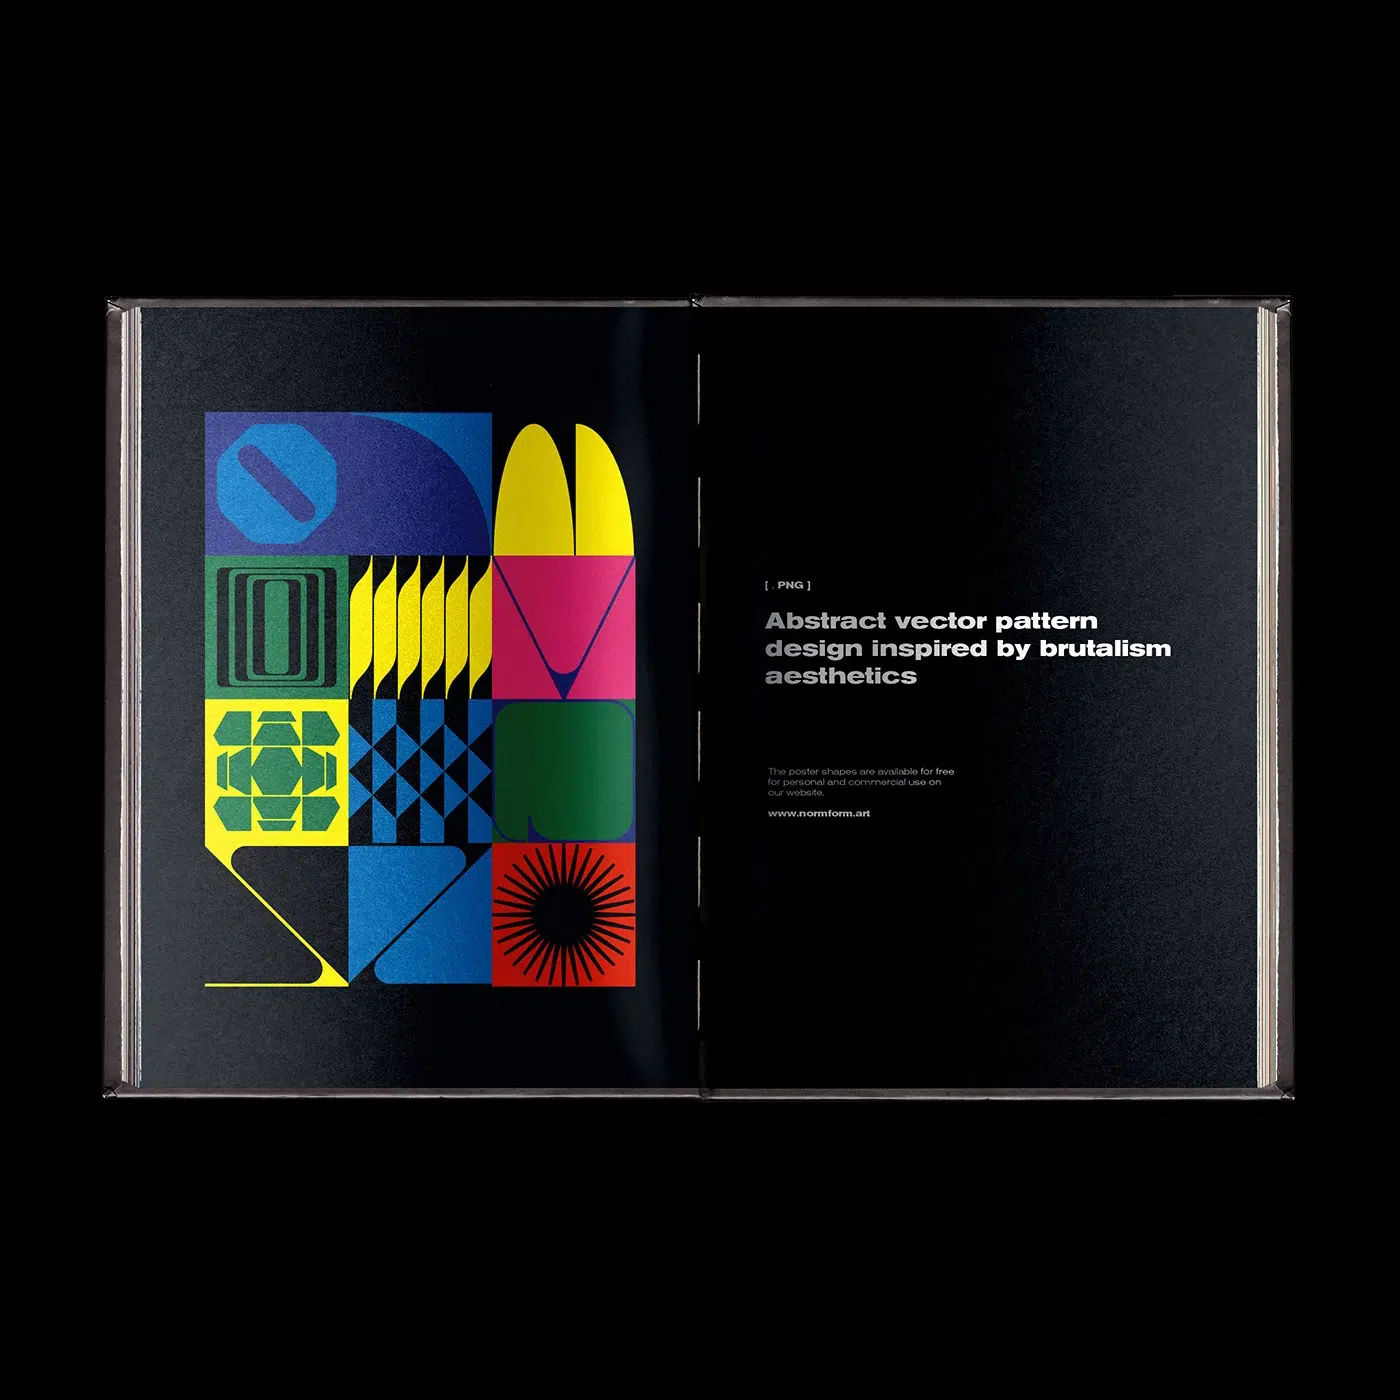 [ . PNG ]
Abstract vector pattern
design inspired by brutalism
aesthetics
The poster shapes are available for free
for personal and commercial use on
our website.
www.normform.art